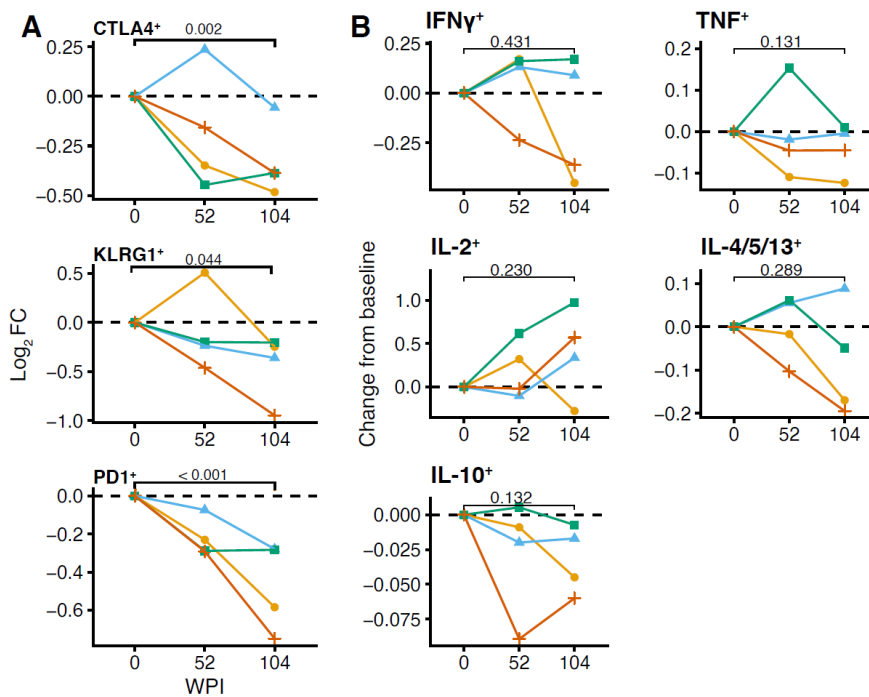 A
CTLA4⁺
0.002
0.25
0.00
−0.25
−0.50
0 52 104
KLRG1⁺
0.044
0.5
0.0
−0.5
−1.0
0 52 104
PD1⁺
< 0.001
0.0
−0.2
−0.4
−0.6
0 52 104
Log₂ FC
WPI
B
IFNγ⁺
0.431
0.25
0.00
−0.25
0 52 104
TNF⁺
0.131
0.2
0.1
0.0
−0.1
0 52 104
IL-2⁺
0.230
1.0
0.5
0.0
0 52 104
IL-4/5/13⁺
0.289
0.1
0.0
−0.1
−0.2
0 52 104
IL-10⁺
0.132
0.000
−0.025
−0.050
−0.075
0 52 104
Change from baseline